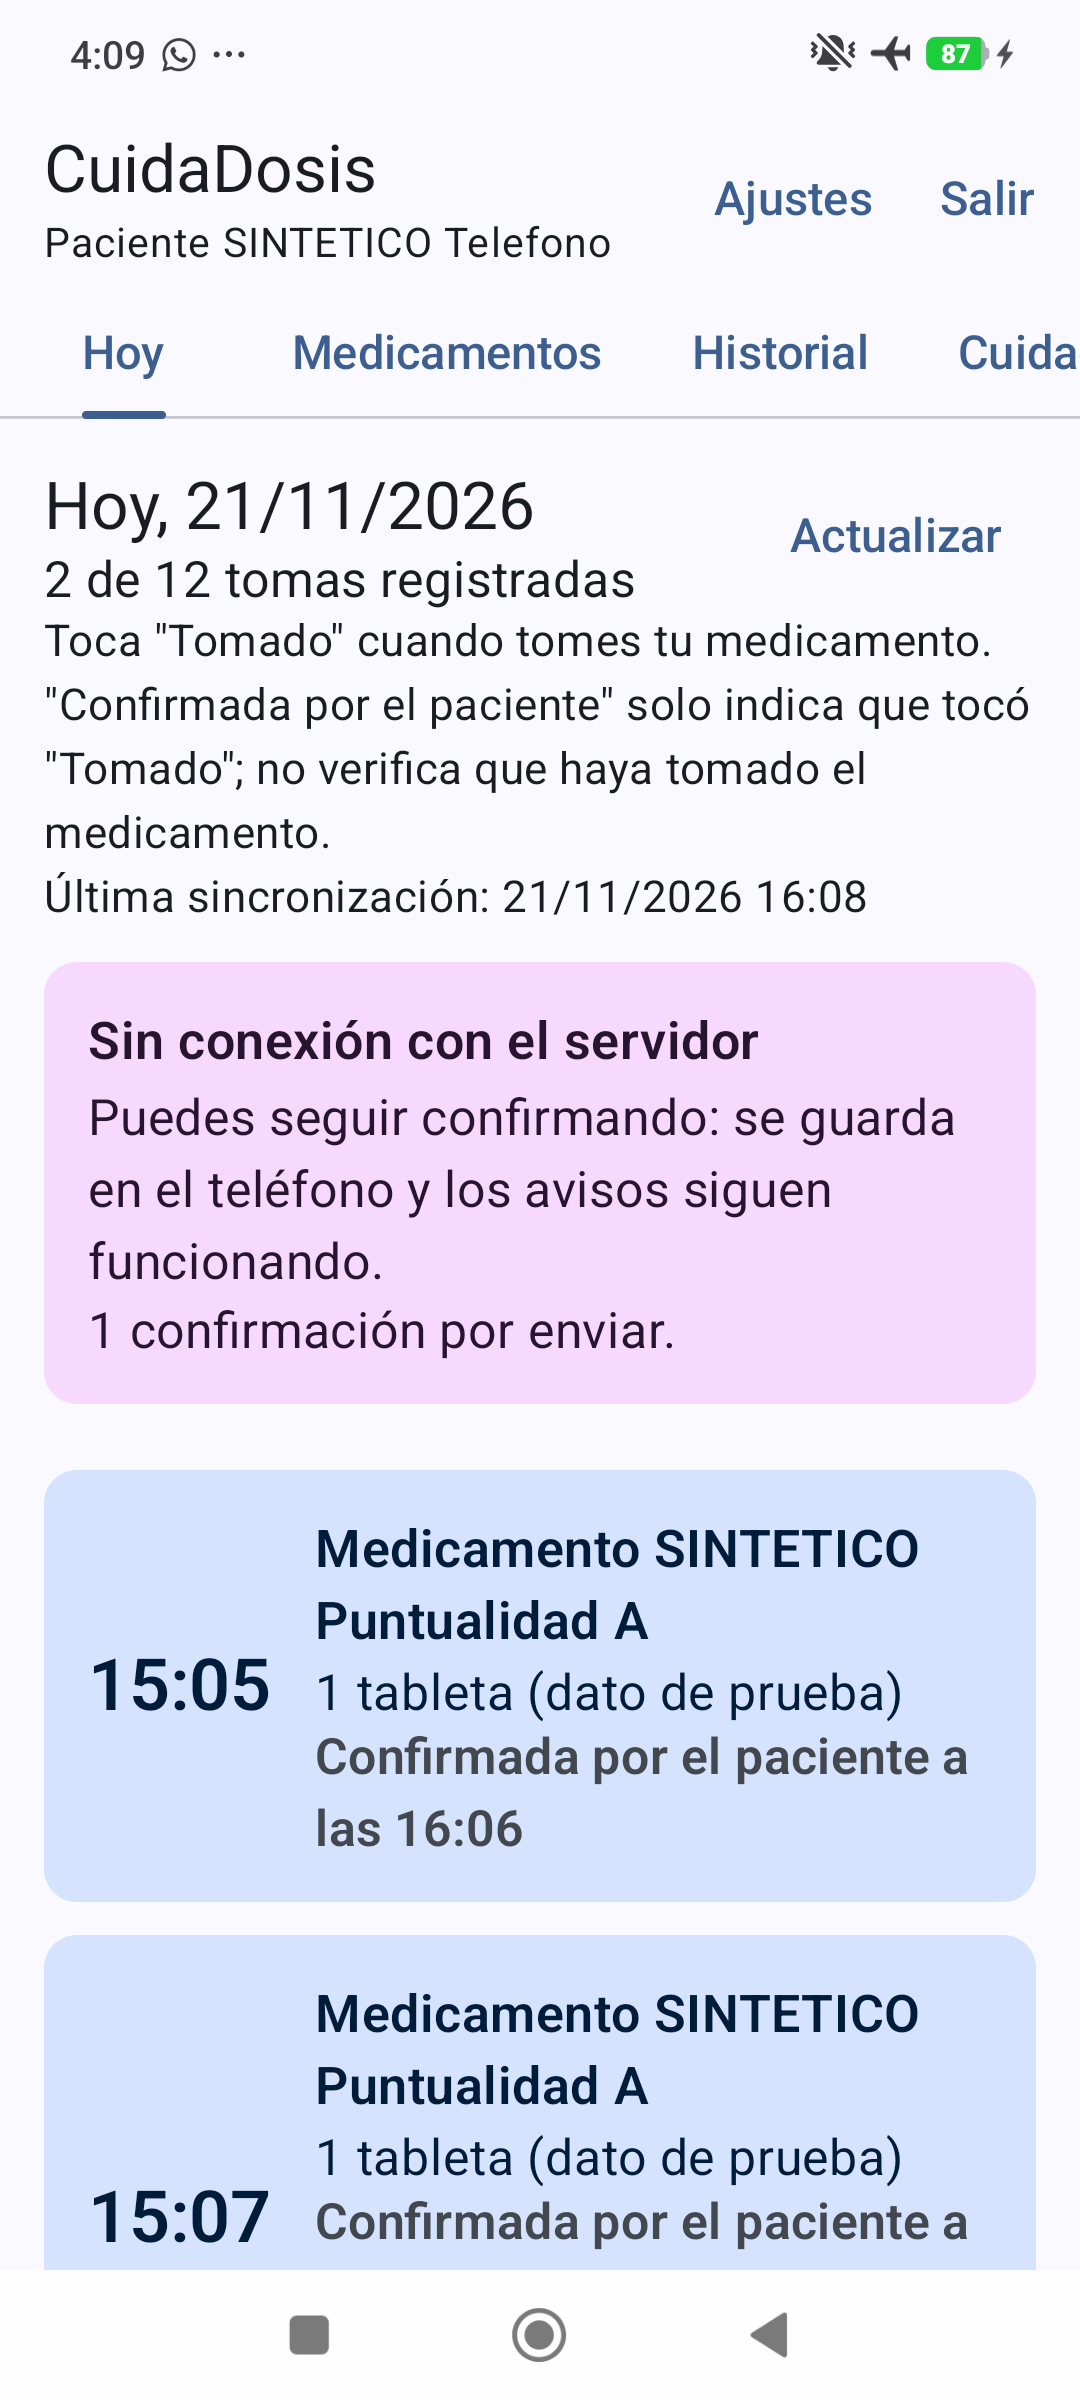 4:09
87
CuidaDosis
Ajustes
Salir
Paciente SINTETICO Telefono
Hoy
Medicamentos
Historial
Cuida
Hoy, 21/11/2026
Actualizar
2 de 12 tomas registradas
Toca "Tomado" cuando tomes tu medicamento.
"Confirmada por el paciente" solo indica que tocó
"Tomado"; no verifica que haya tomado el
medicamento.
Última sincronización: 21/11/2026 16:08
Sin conexión con el servidor
Puedes seguir confirmando: se guarda
en el teléfono y los avisos siguen
funcionando.
1 confirmación por enviar.
Medicamento SINTETICO
Puntualidad A
15:05
1 tableta (dato de prueba)
Confirmada por el paciente a
las 16:06
Medicamento SINTETICO
Puntualidad A
1 tableta (dato de prueba)
15:07
Confirmada por el paciente a